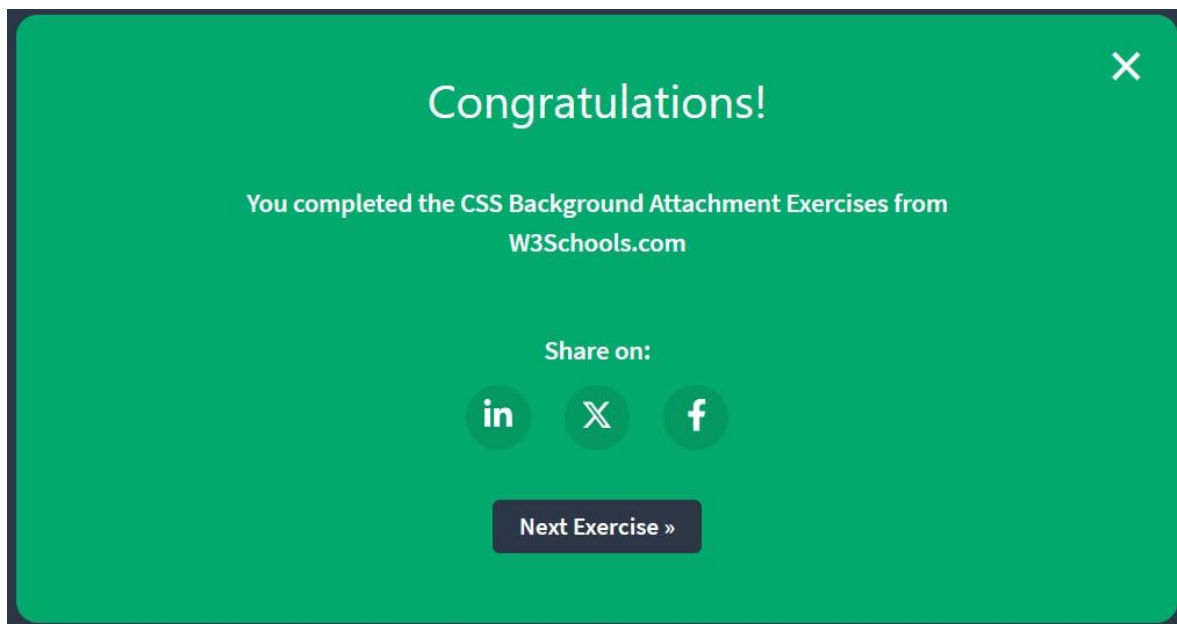 Congratulations!
You completed the CSS Background Attachment Exercises from
W3Schools.com
Share on:
in X f
Next Exercise »